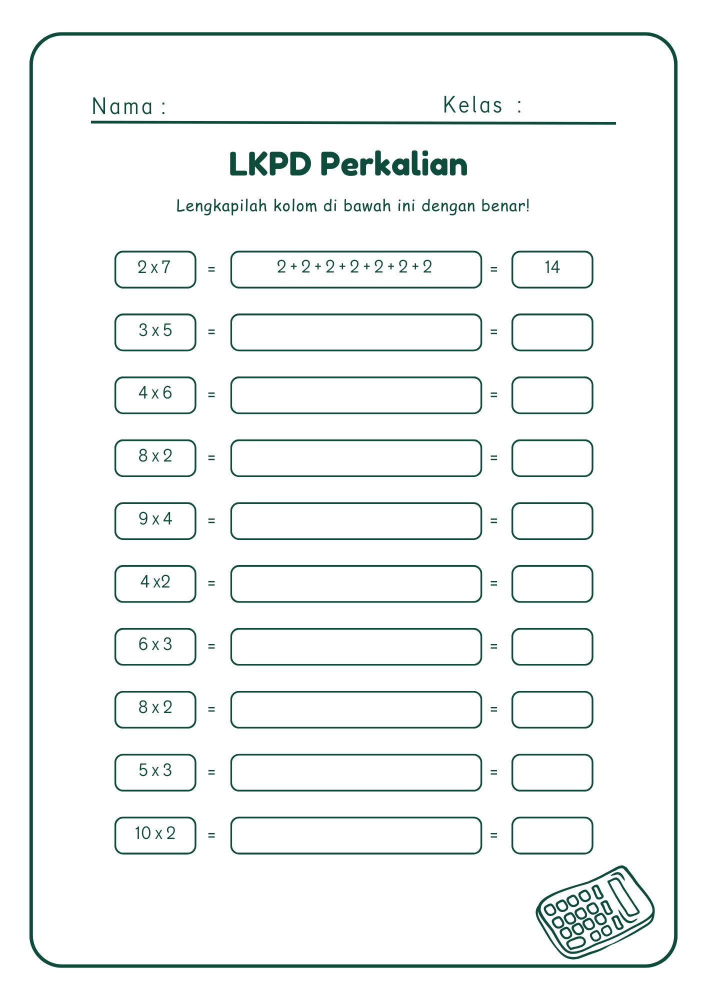 Nama :
Kelas :
LKPD Perkalian
Lengkapilah kolom di bawah ini dengan benar!
2 x 7 = 2 + 2 + 2 + 2 + 2 + 2 + 2 = 14
3 x 5 = =
4 x 6 = =
8 x 2 = =
9 x 4 = =
4 x2 = =
6 x 3 = =
8 x 2 = =
5 x 3 = =
10 x 2 = =